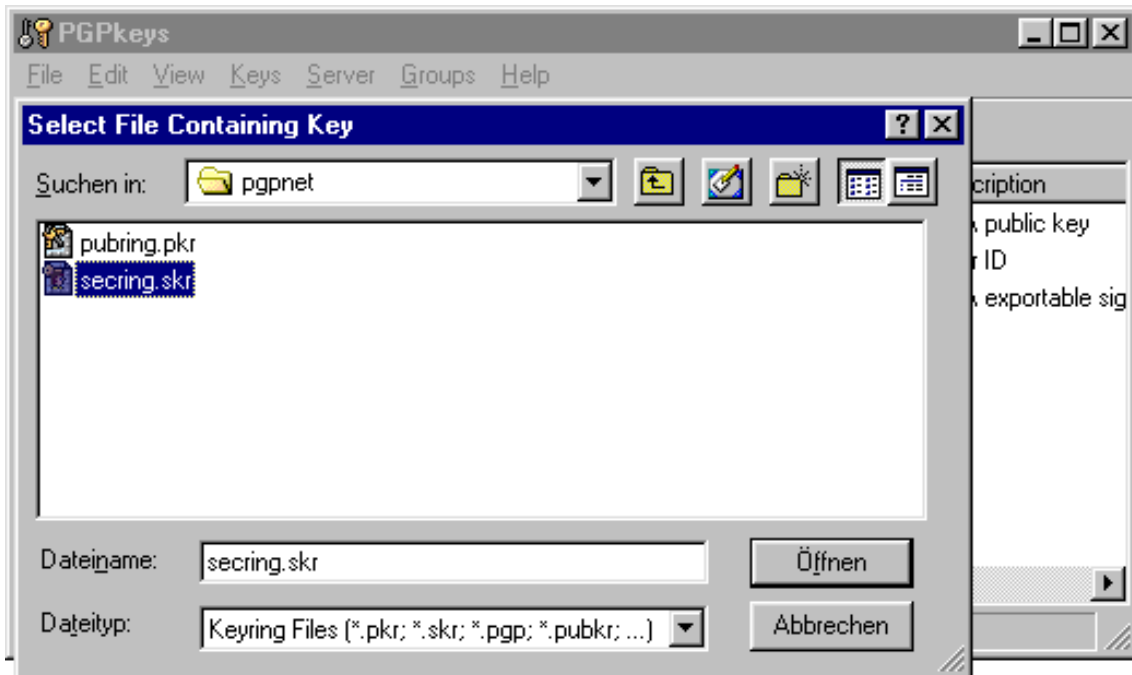 PGPkeys
File Edit View Keys Server Groups Help
Select File Containing Key
Suchen in: pgpnet
cription
public key
r ID
exportable sig
pubring.pkr
secring.skr
Dateiname: secring.skr Öffnen
Dateityp: Keyring Files (*.pkr; *.skr; *.pgp; *.pubkr; ...) Abbrechen